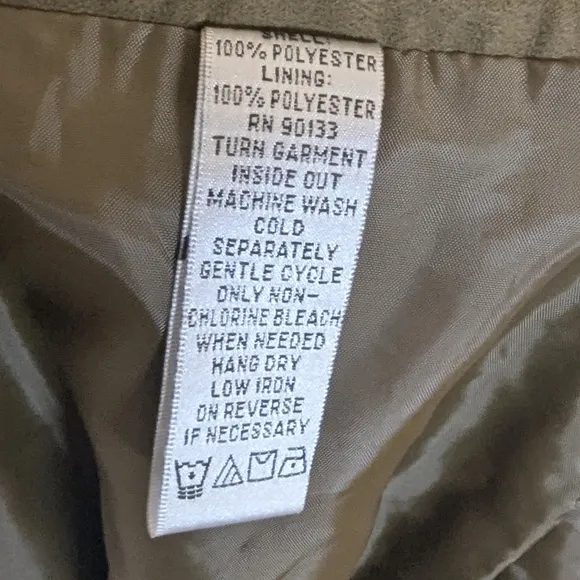 SHELL:
100% POLYESTER
LINING:
100% POLYESTER
RN 90133
TURN GARMENT
INSIDE OUT
MACHINE WASH
COLD
SEPARATELY
GENTLE CYCLE
ONLY NON-
CHLORINE BLEACH
WHEN NEEDED
HANG DRY
LOW IRON
ON REVERSE
IF NECESSARY